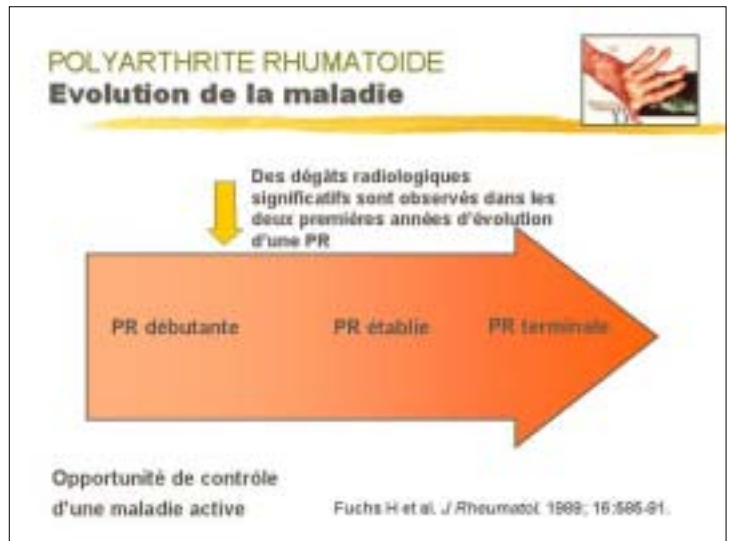 POLYARTHRITE RHUMATOIDE
Evolution de la maladie
Des dégâts radiologiques
significatifs sont observés dans les
deux premières années d'évolution
d'une PR
PR débutante PR établie PR terminale
Opportunité de contrôle
d'une maladie active
Fuchs H et al. J Rheumatol. 1989; 16:585-91.